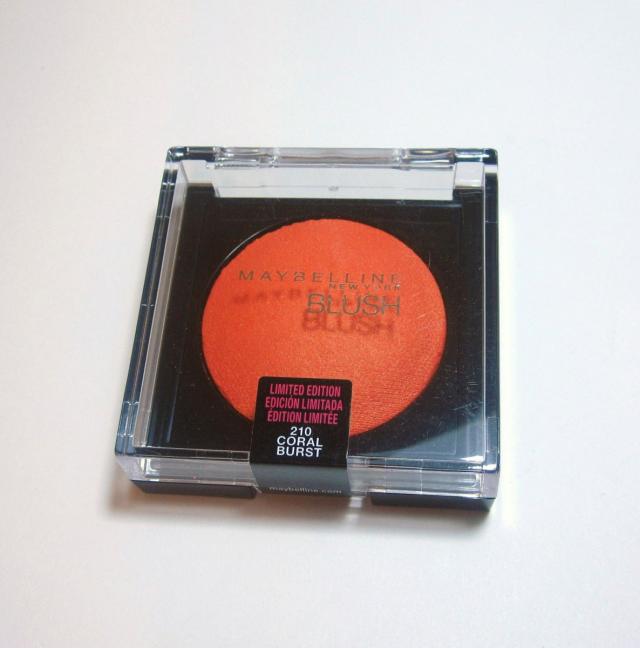 MAYBELLINE
NEW YORK
BLUSH
LIMITED EDITION
EDICIÓN LIMITADA
ÉDITION LIMITÉE
210
CORAL
BURST
maybelline.com